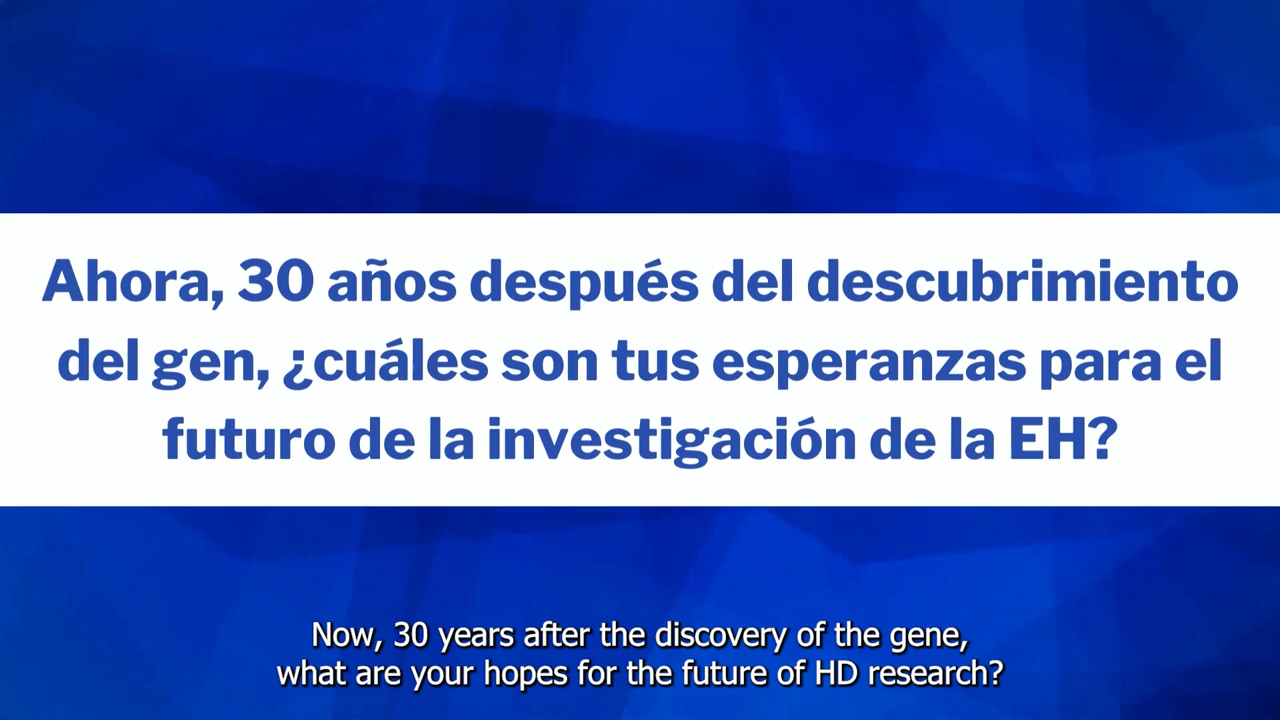 Ahora, 30 años después del descubrimiento
del gen, ¿cuáles son tus esperanzas para el
futuro de la investigación de la EH?
Now, 30 years after the discovery of the gene,
what are your hopes for the future of HD research?